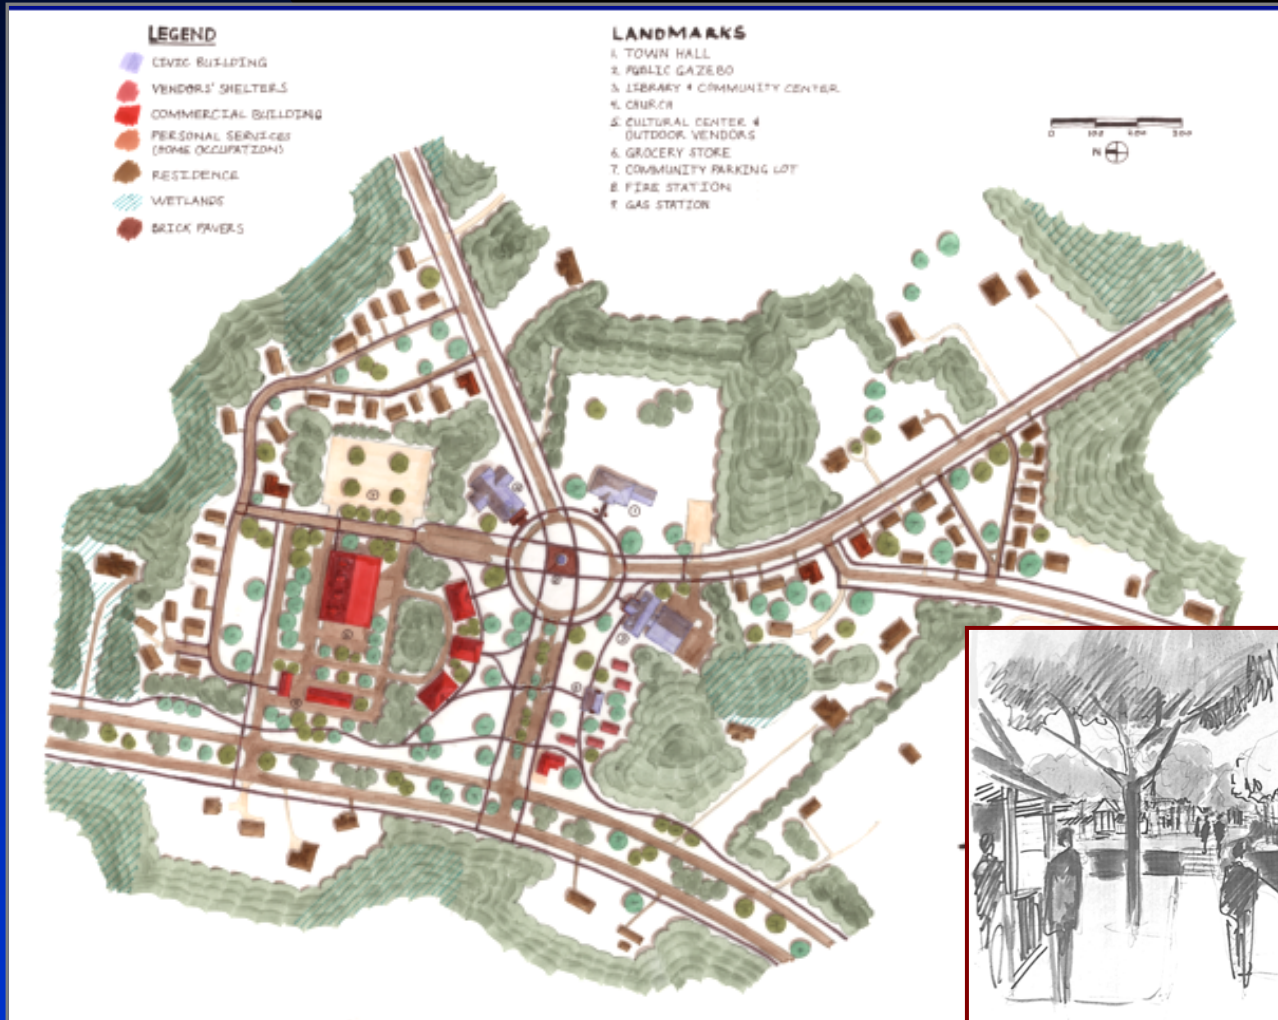 LEGEND
CIVIC BUILDING
VENDORS' SHELTERS
COMMERCIAL BUILDING
PERSONAL SERVICES
(HOME OCCUPATION)
RESIDENCE
WETLANDS
BRICK PAVERS
LANDMARKS
1. TOWN HALL
2. PUBLIC GAZEBO
3. LIBRARY & COMMUNITY CENTER
4. CHURCH
5. CULTURAL CENTER &
OUTDOOR VENDORS
6. GROCERY STORE
7. COMMUNITY PARKING LOT
8. FIRE STATION
9. GAS STATION
0 100
N
1